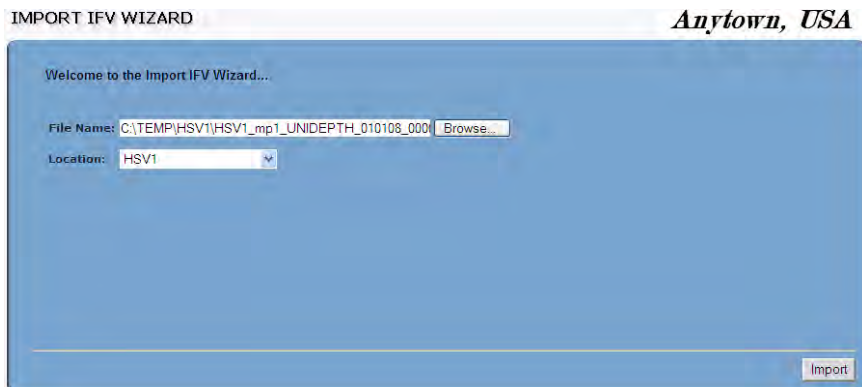 IMPORT IFV WIZARD
Anytown, USA
Welcome to the Import IFV Wizard...
File Name: C:\TEMP\HSV1\HSV1_mp1_UNIDEPTH_010108_000 Browse...
Location: HSV1
Import